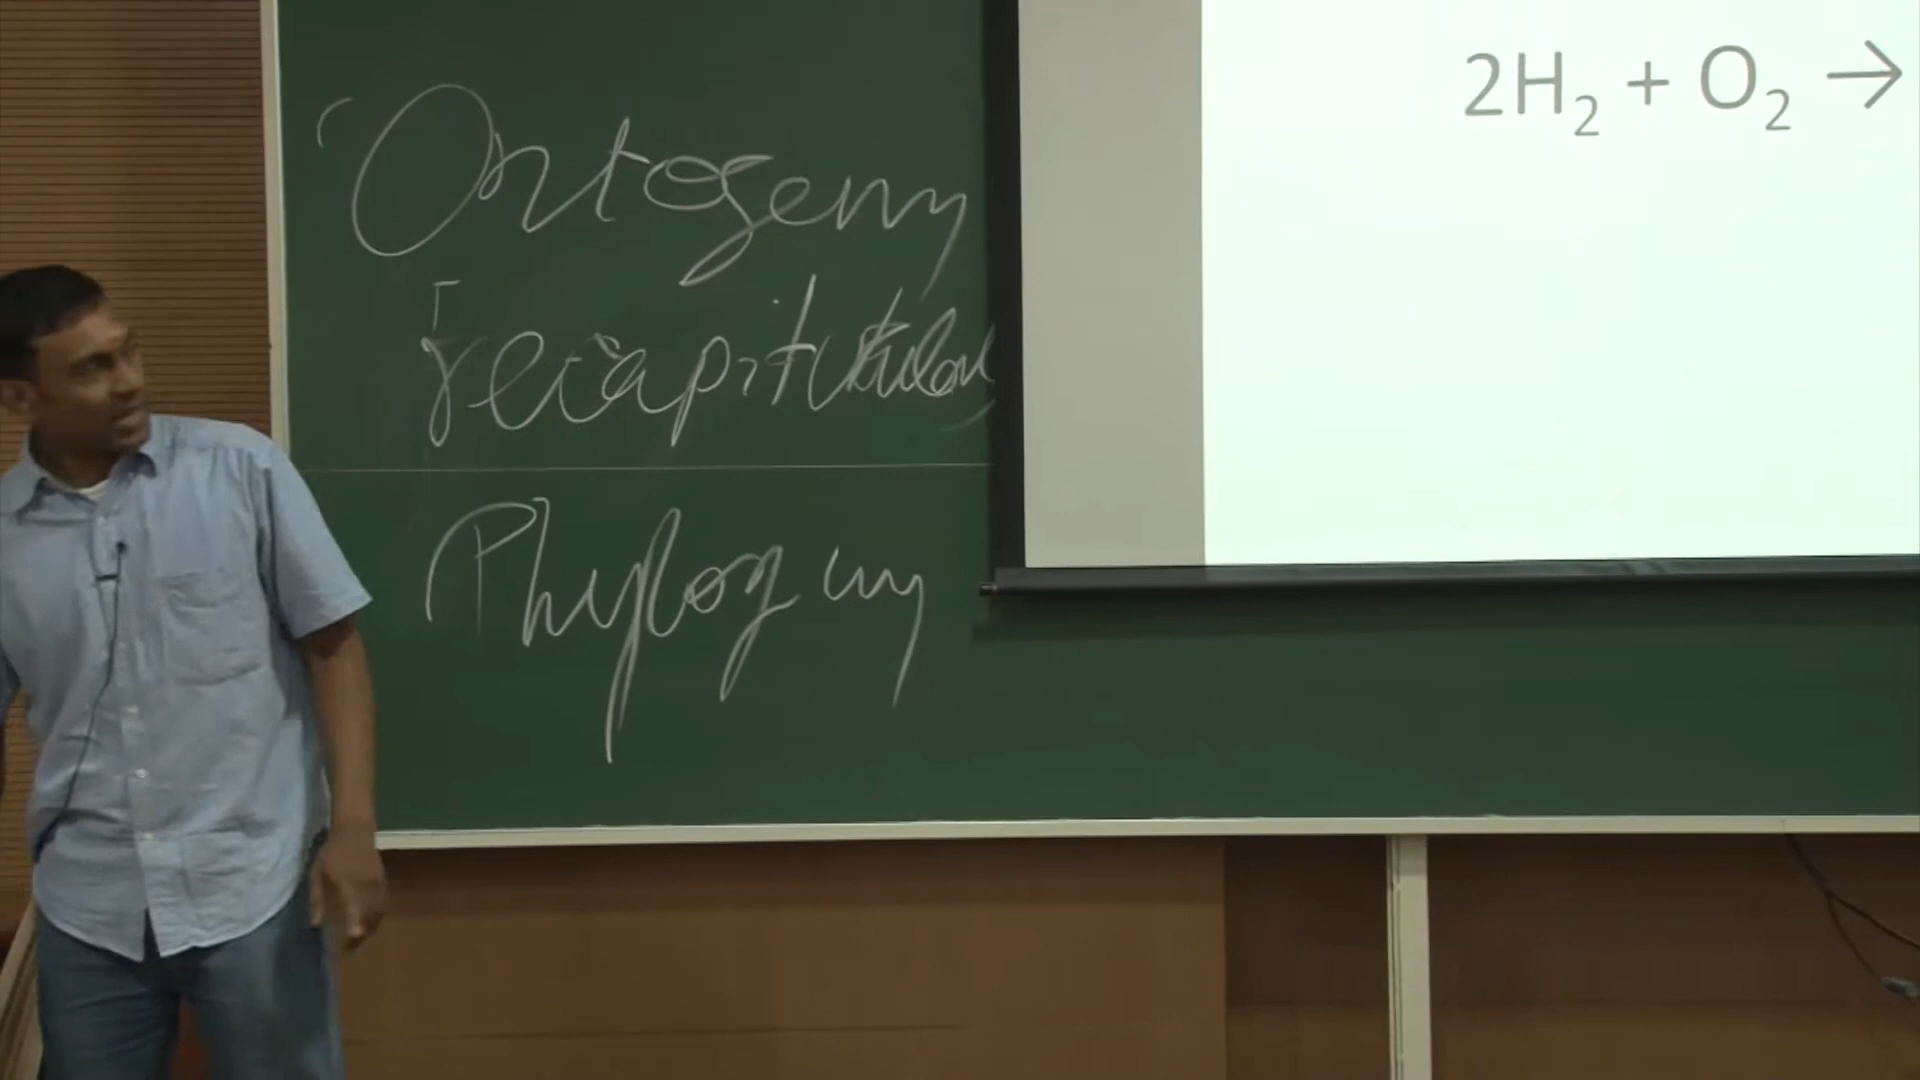 Ontogeny
recapitulates
Phylogeny
2H₂ + O₂ →